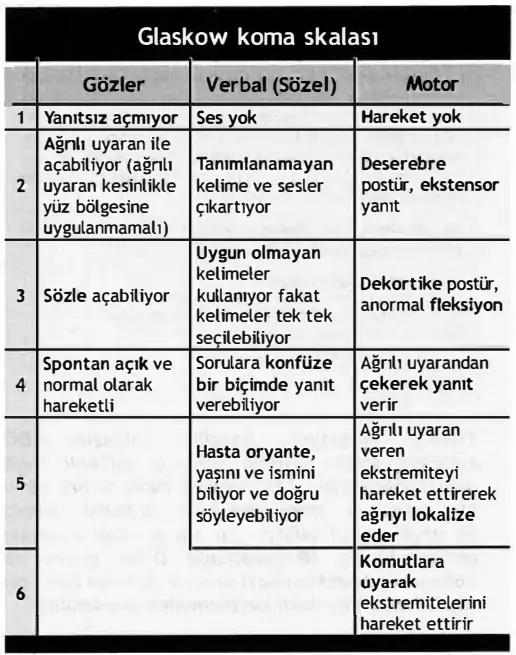 Glaskow koma skalası
Gözler Verbal (Sözel) Motor
1 Yanıtsız açmıyor Ses yok Hareket yok
2
Ağrılı uyaran ile
açabiliyor (ağrılı
uyaran kesinlikle
yüz bölgesine
uygulanmamalı)
Tanımlanamayan
kelime ve sesler
çıkartıyor
Deserebre
postür, ekstensor
yanıt
3
Sözle açabiliyor
Uygun olmayan
kelimeler
kullanıyor fakat
kelimeler tek tek
seçilebiliyor
Dekortike postür,
anormal fleksiyon
4
Spontan açık ve
normal olarak
hareketli
Sorulara konfüze
bir biçimde yanıt
verebiliyor
Ağrılı uyarandan
çekerek yanıt
verir
5
Hasta oryante,
yaşını ve ismini
biliyor ve doğru
söyleyebiliyor
Ağrılı uyaran
veren
ekstremiteyi
hareket ettirerek
ağrıyı lokalize
eder
6
Komutlara
uyarak
ekstremitelerini
hareket ettirir